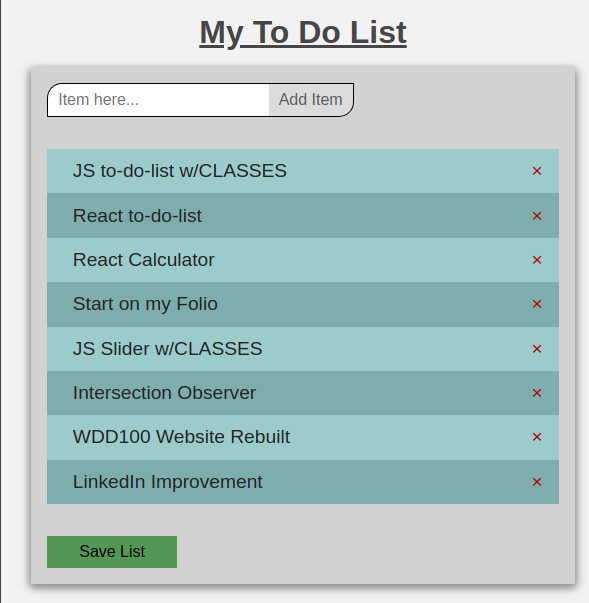 My To Do List
Item here... Add Item
JS to-do-list w/CLASSES ×
React to-do-list ×
React Calculator ×
Start on my Folio ×
JS Slider w/CLASSES ×
Intersection Observer ×
WDD100 Website Rebuilt ×
LinkedIn Improvement ×
Save List